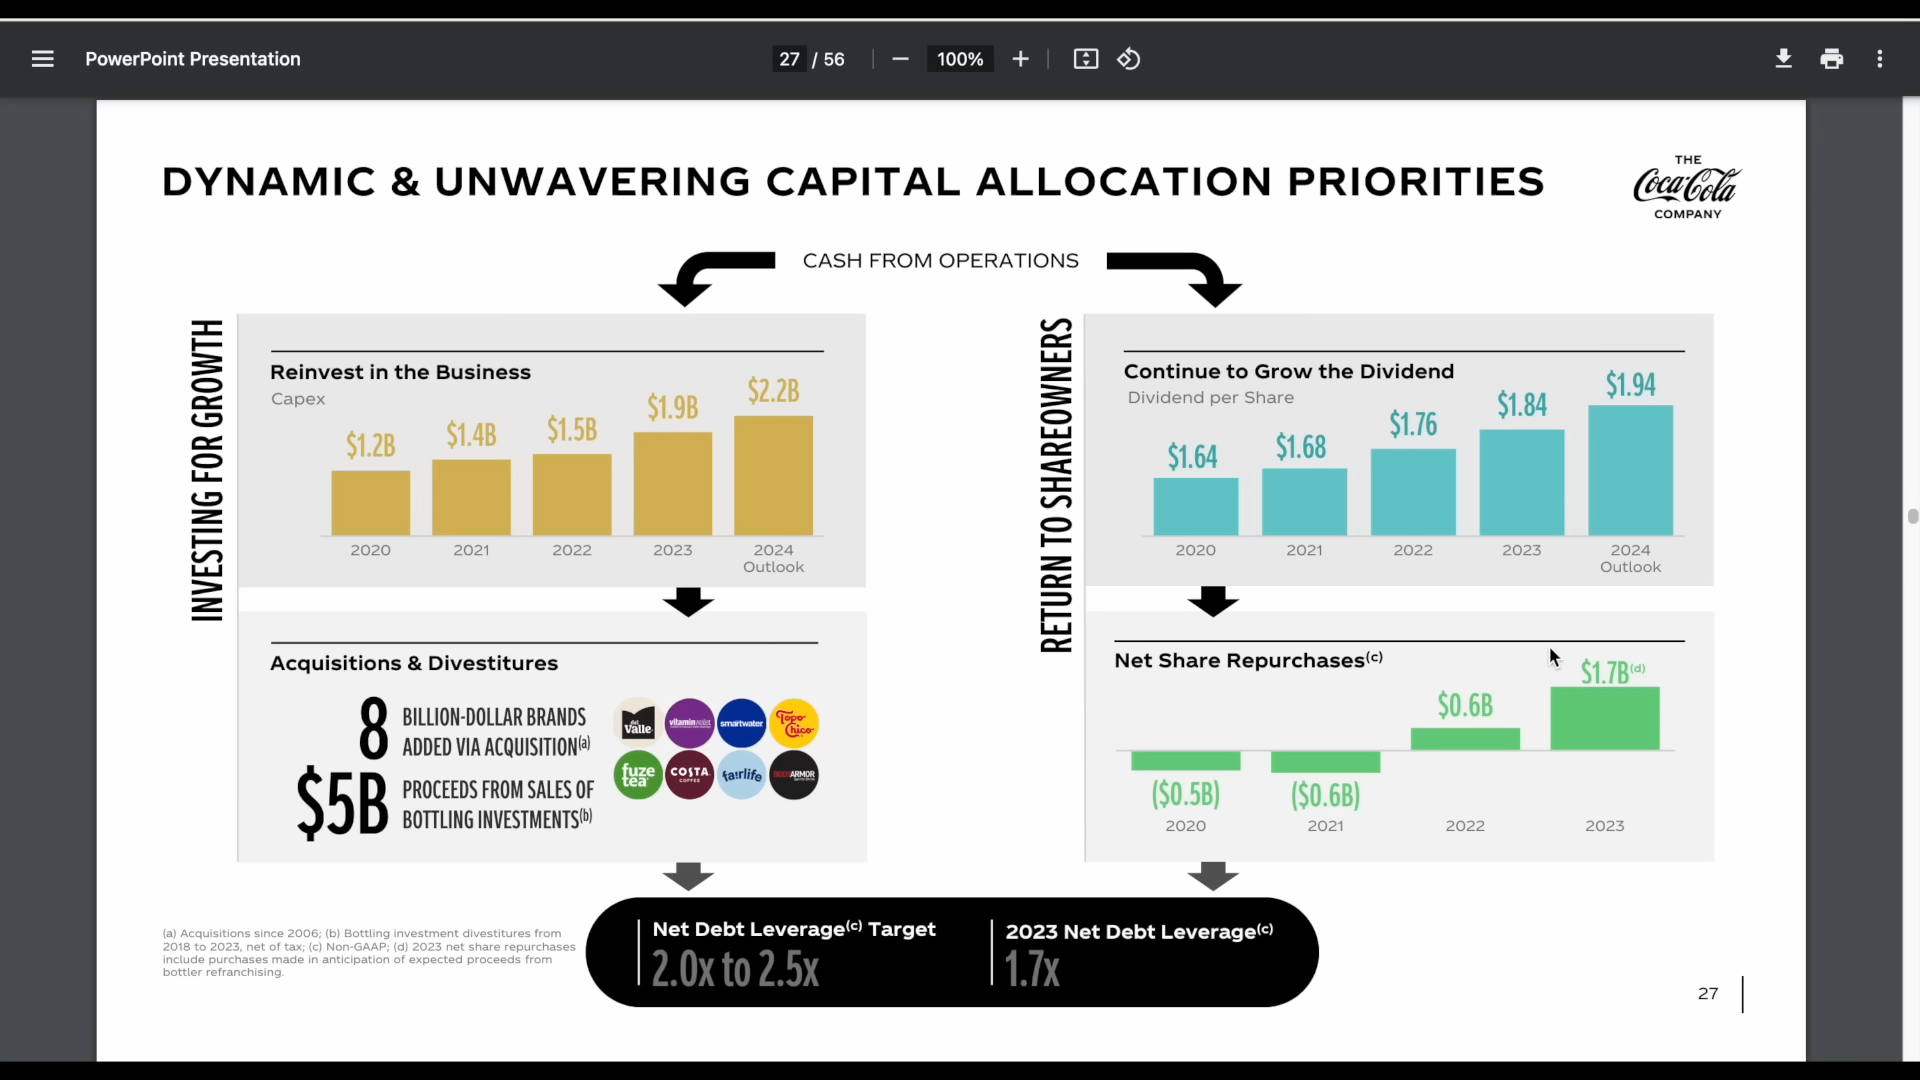 PowerPoint Presentation
27 / 56
100%
DYNAMIC & UNWAVERING CAPITAL ALLOCATION PRIORITIES
THE
Coca-Cola
COMPANY
CASH FROM OPERATIONS
INVESTING FOR GROWTH
Reinvest in the Business
Capex
$1.2B
$1.4B
$1.5B
$1.9B
$2.2B
2020
2021
2022
2023
2024
Outlook
Acquisitions & Divestitures
8
BILLION-DOLLAR BRANDS
ADDED VIA ACQUISITION(a)
$5B
PROCEEDS FROM SALES OF
BOTTLING INVESTMENTS(b)
del
Valle
vitaminwater
smartwater
Topo
Chico
fuze
tea
COSTA
COFFEE
fairlife
BODYARMOR
RETURN TO SHAREOWNERS
Continue to Grow the Dividend
Dividend per Share
$1.64
$1.68
$1.76
$1.84
$1.94
2020
2021
2022
2023
2024
Outlook
Net Share Repurchases(c)
($0.5B)
($0.6B)
$0.6B
$1.7B(d)
2020
2021
2022
2023
Net Debt Leverage(c) Target
2.0x to 2.5x
2023 Net Debt Leverage(c)
1.7x
(a) Acquisitions since 2006; (b) Bottling investment divestitures from
2018 to 2023, net of tax; (c) Non-GAAP; (d) 2023 net share repurchases
include purchases made in anticipation of expected proceeds from
bottler refranchising.
27